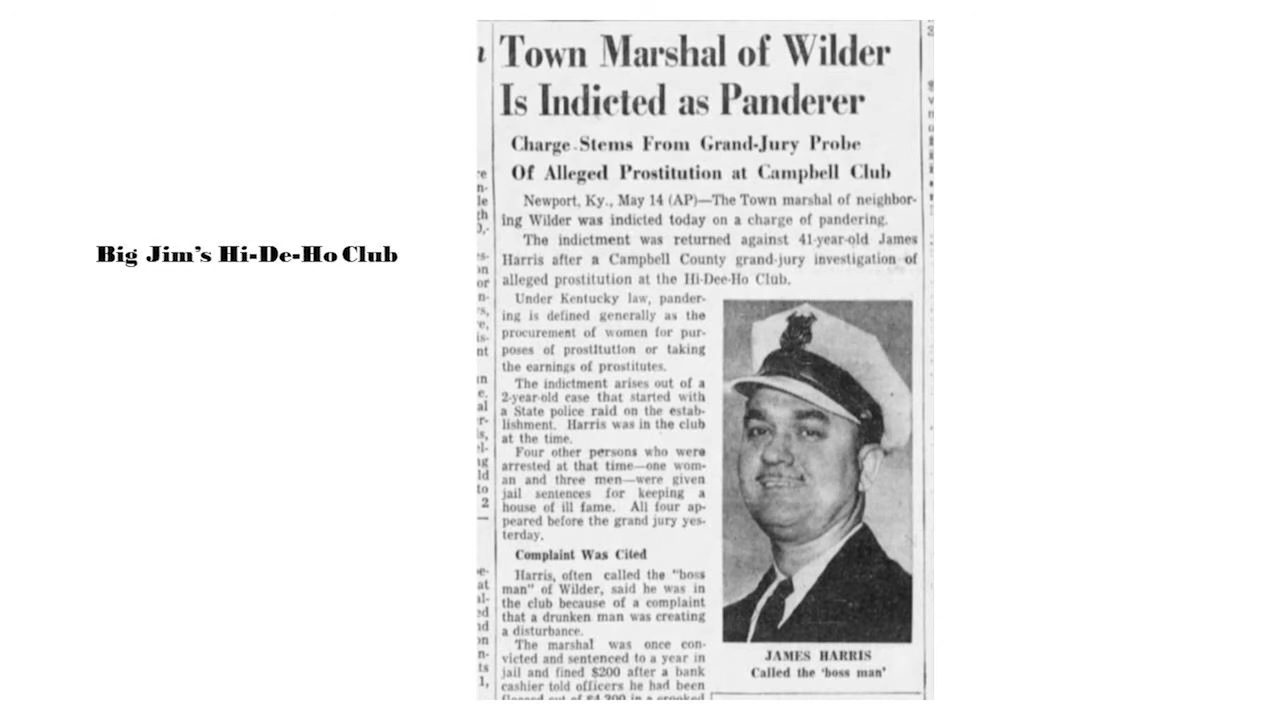 Big Jim's Hi-De-Ho Club
Town Marshal of Wilder
Is Indicted as Panderer
Charge Stems From Grand-Jury Probe
Of Alleged Prostitution at Campbell Club
Newport, Ky., May 14 (AP)—The Town marshal of neighbor-
ing Wilder was indicted today on a charge of pandering.
The indictment was returned against 41-year-old James
Harris after a Campbell County grand-jury investigation of
alleged prostitution at the Hi-Dee-Ho Club.
Under Kentucky law, pander-
ing is defined generally as the
procurement of women for pur-
poses of prostitution or taking
the earnings of prostitutes.
The indictment arises out of a
2-year-old case that started with
a State police raid on the estab-
lishment. Harris was in the club
at the time.
Four other persons who were
arrested at that time—one wom-
an and three men—were given
jail sentences for keeping a
house of ill fame. All four ap-
peared before the grand jury yes-
terday.
Complaint Was Cited
Harris, often called the "boss
man" of Wilder, said he was in
the club because of a complaint
that a drunken man was creating
a disturbance.
The marshal was once con-
victed and sentenced to a year in
jail and fined $200 after a bank
cashier told officers he had been
JAMES HARRIS
Called the 'boss man'